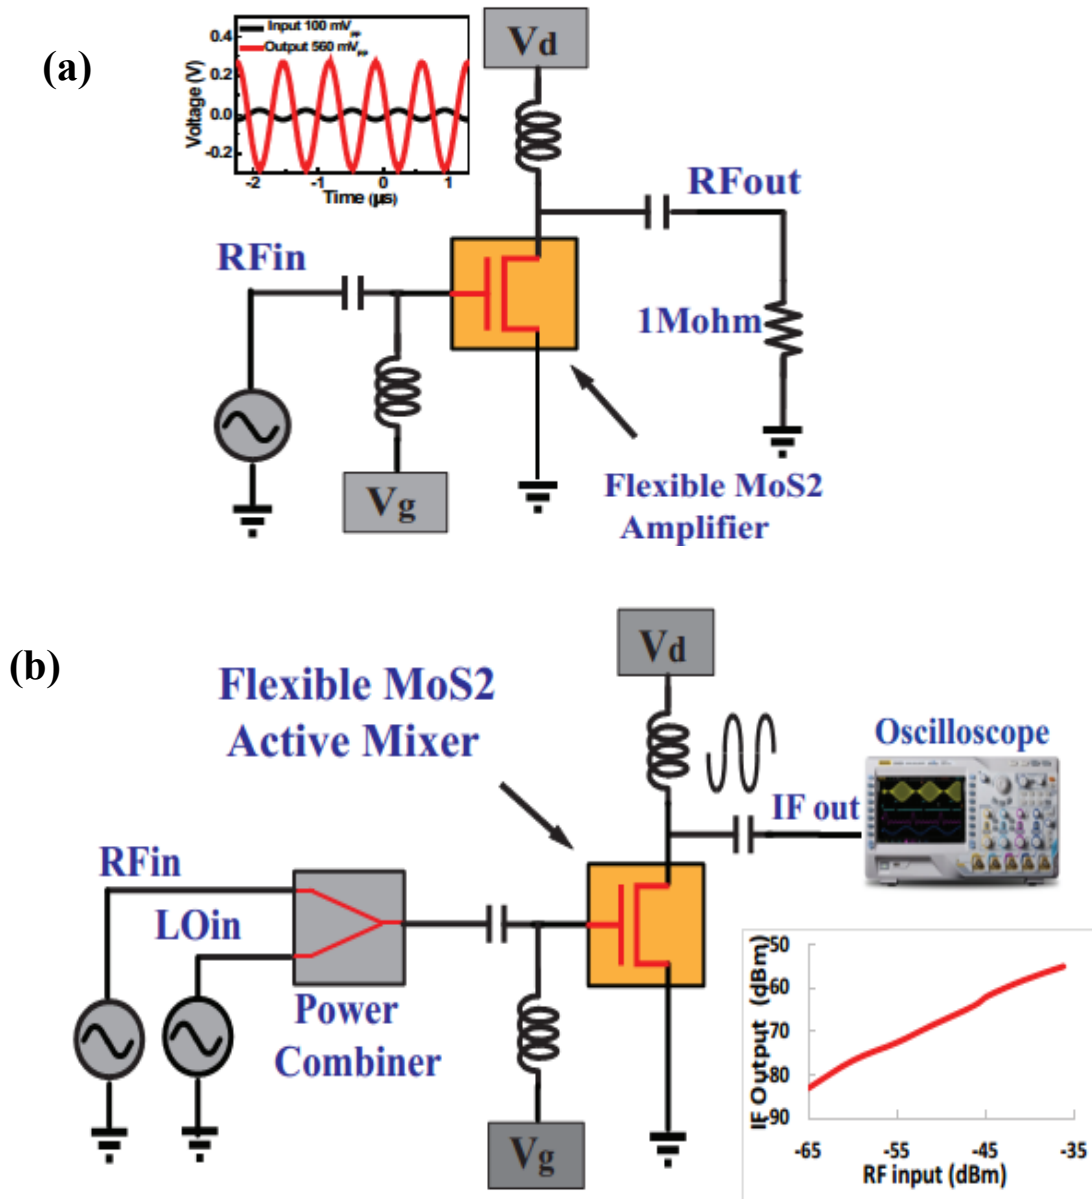 (a)
Input 100 mVpp
Output 560 mVpp
Voltage (V)
0.4
0.2
0.0
-0.2
-2
-1
0
1
Time (µs)
Vd
RFout
RFin
1Mohm
Vg
Flexible MoS2
Amplifier
(b)
Flexible MoS2
Active Mixer
Vd
Oscilloscope
IF out
RFin
LOin
Power
Combiner
Vg
IF Output (dBm)
-50
-60
-70
-80
-90
-65
-55
-45
-35
RF input (dBm)